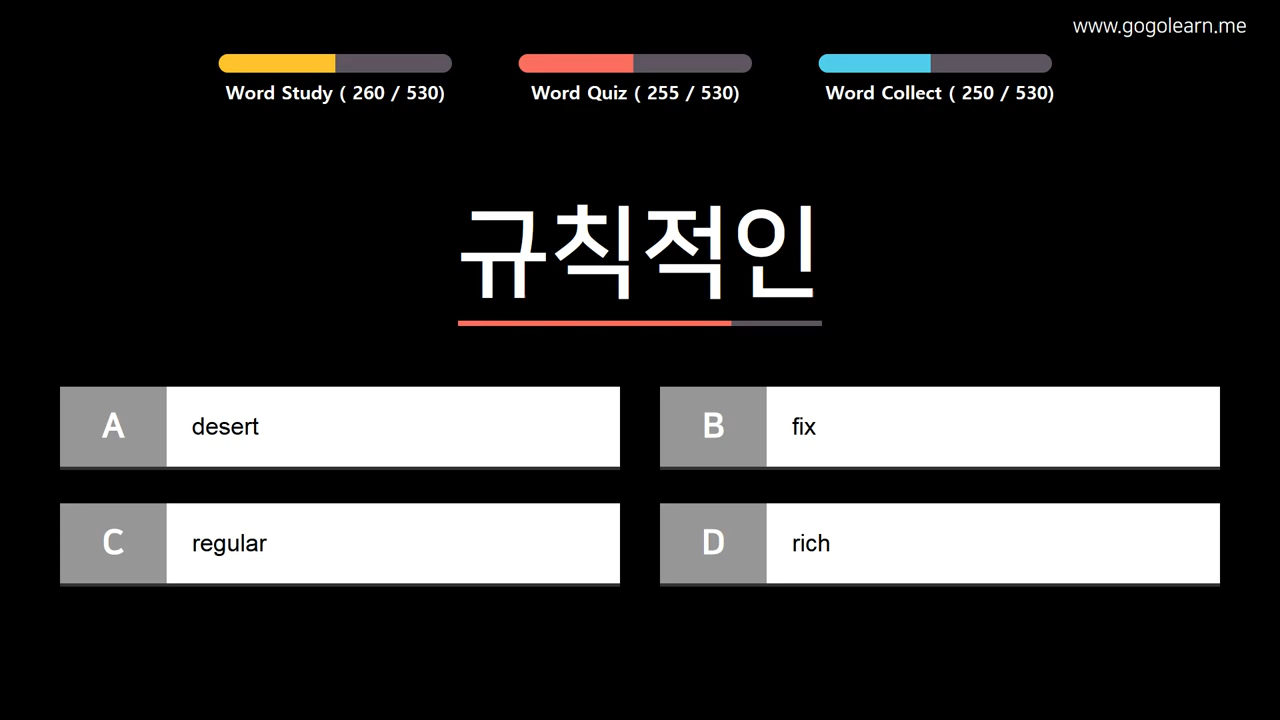 www.gogolearn.me
Word Study ( 260 / 530)
Word Quiz ( 255 / 530)
Word Collect ( 250 / 530)
규칙적인
A desert
B fix
C regular
D rich